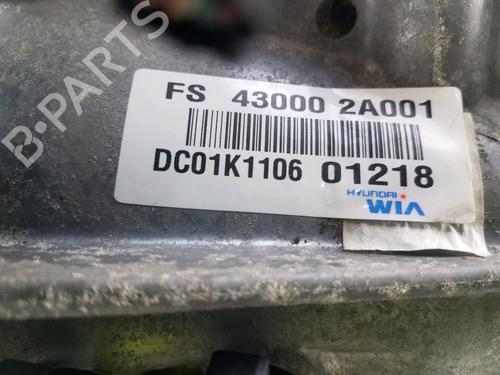 B-PARTS
FS 43000 2A001
DC01K1106 01218
HYUNDAI
WIA